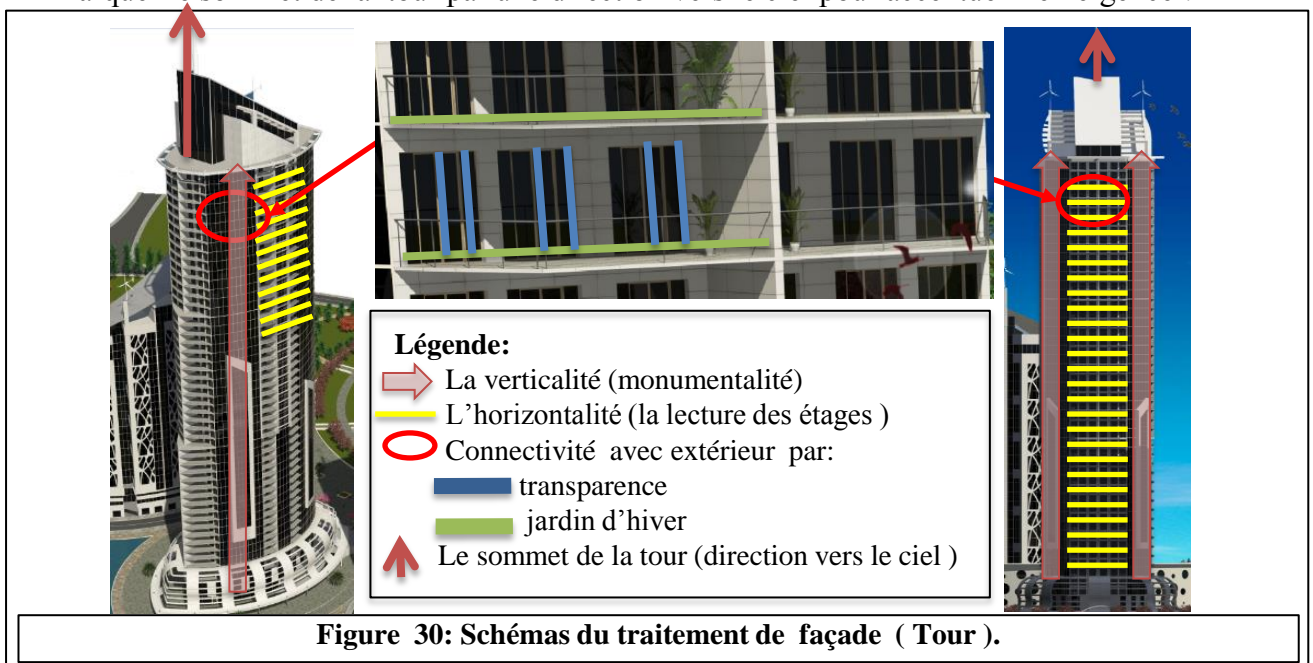 Légende:
La verticalité (monumentalité)
L'horizontalité (la lecture des étages )
Connectivité avec extérieur par:
transparence
jardin d'hiver
Le sommet de la tour (direction vers le ciel )
Figure 30: Schémas du traitement de façade ( Tour ).